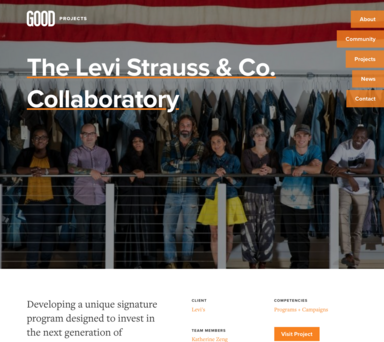 GOOD PROJECTS
About
Community
Projects
News
Contact
The Levi Strauss & Co.
Collaboratory
Developing a unique signature
program designed to invest in
the next generation of
CLIENT
Levi's
TEAM MEMBERS
Katherine Zeng
COMPETENCIES
Programs + Campaigns
Visit Project